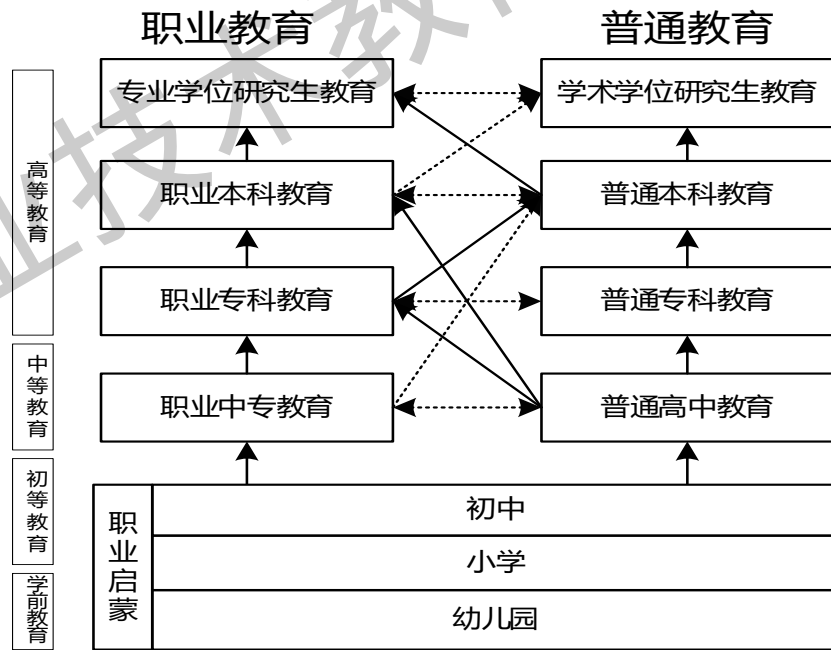 职业教育
普通教育
专业学位研究生教育
学术学位研究生教育
高等教育
职业本科教育
普通本科教育
职业专科教育
普通专科教育
中等教育
职业中专教育
普通高中教育
初等教育
学前教育
职业启蒙
初中
小学
幼儿园
业技术教